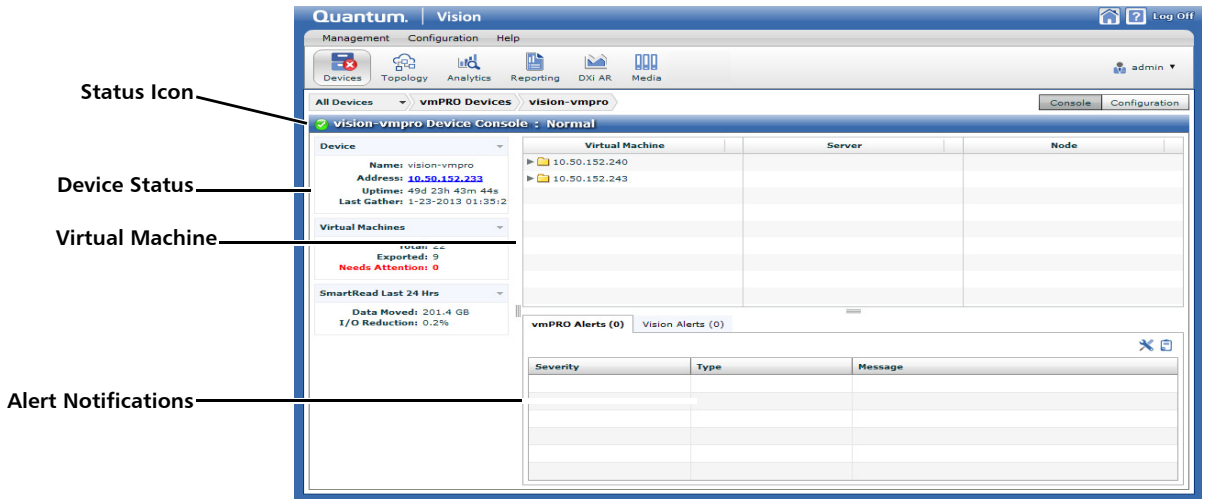 Quantum. | Vision
Log Off
Management Configuration Help
Devices Topology Analytics Reporting DXi AR Media
admin
All Devices vmPRO Devices vision-vmpro
Console Configuration
Status Icon
vision-vmpro Device Console : Normal
Device
Name: vision-vmpro
Address: 10.50.152.233
Uptime: 49d 23h 43m 44s
Last Gather: 1-23-2013 01:35:2
Device Status
Virtual Machines
Total: 22
Exported: 9
Needs Attention: 0
Virtual Machine
SmartRead Last 24 Hrs
Data Moved: 201.4 GB
I/O Reduction: 0.2%
Virtual Machine Server Node
10.50.152.240
10.50.152.243
vmPRO Alerts (0) Vision Alerts (0)
Severity Type Message
Alert Notifications